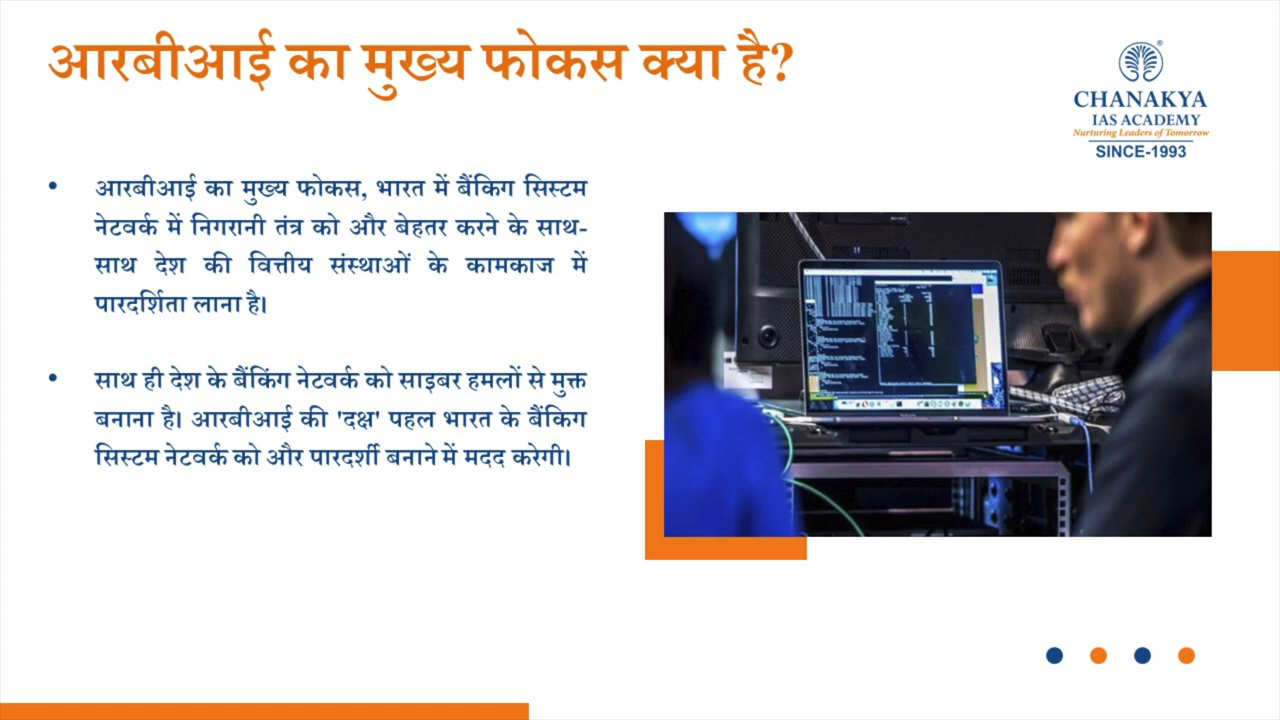 आरबीआई का मुख्य फोकस क्या है?
CHANAKYA
IAS ACADEMY
Nurturing Leaders of Tomorrow
SINCE-1993
• आरबीआई का मुख्य फोकस, भारत में बैंकिग सिस्टम
नेटवर्क में निगरानी तंत्र को और बेहतर करने के साथ-
साथ देश की वित्तीय संस्थाओं के कामकाज में
पारदर्शिता लाना है।
• साथ ही देश के बैंकिंग नेटवर्क को साइबर हमलों से मुक्त
बनाना है। आरबीआई की 'दक्ष' पहल भारत के बैंकिग
सिस्टम नेटवर्क को और पारदर्शी बनाने में मदद करेगी।